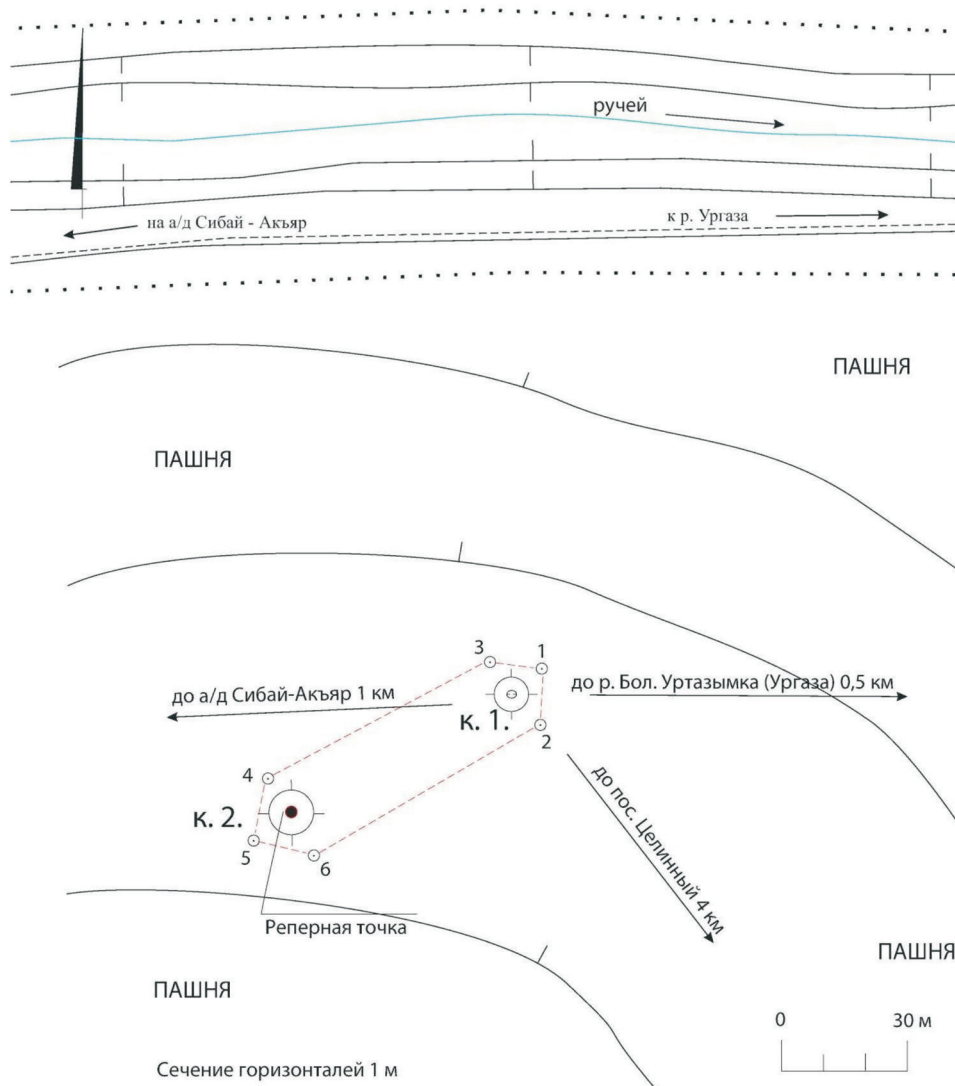 ручей
на а/д Сибай - Акъяр
к р. Ургаза
ПАШНЯ
ПАШНЯ
3
1
до а/д Сибай-Акъяр 1 км
до р. Бол. Уртазымка (Ургаза) 0,5 км
к. 1.
2
4
до пос. Целинный 4 км
к. 2.
5
6
Реперная точка
ПАШНЯ
ПАШНЯ
0
30 м
Сечение горизонталей 1 м